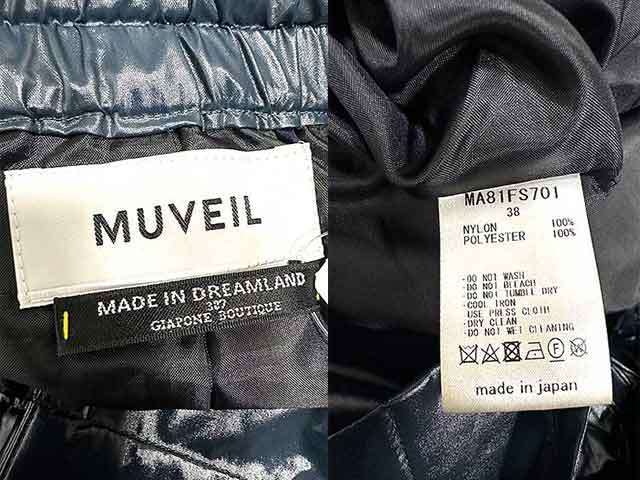 MUVEIL
MADE IN DREAMLAND
387
GIAPONE BOUTIQUE
MA81FS701
38
NYLON 100%
POLYESTER 100%
·DO NOT WASH
·DO NOT BLEACH
·DO NOT TUMBLE DRY
·COOL IRON
USE PRESS CLOTH
·DRY CLEAN
·DO NOT WET CLEANING
made in japan